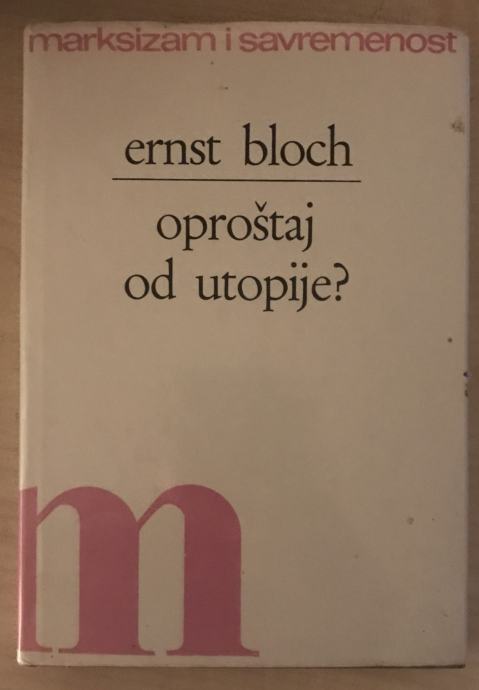 marksizam i savremenost
ernst bloch
oproštaj
od utopije?
m